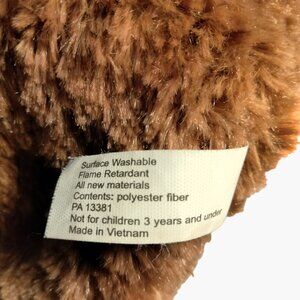 Surface Washable
Flame Retardant
All new materials
Contents: polyester fiber
PA 13381
Not for children 3 years and under
Made in Vietnam